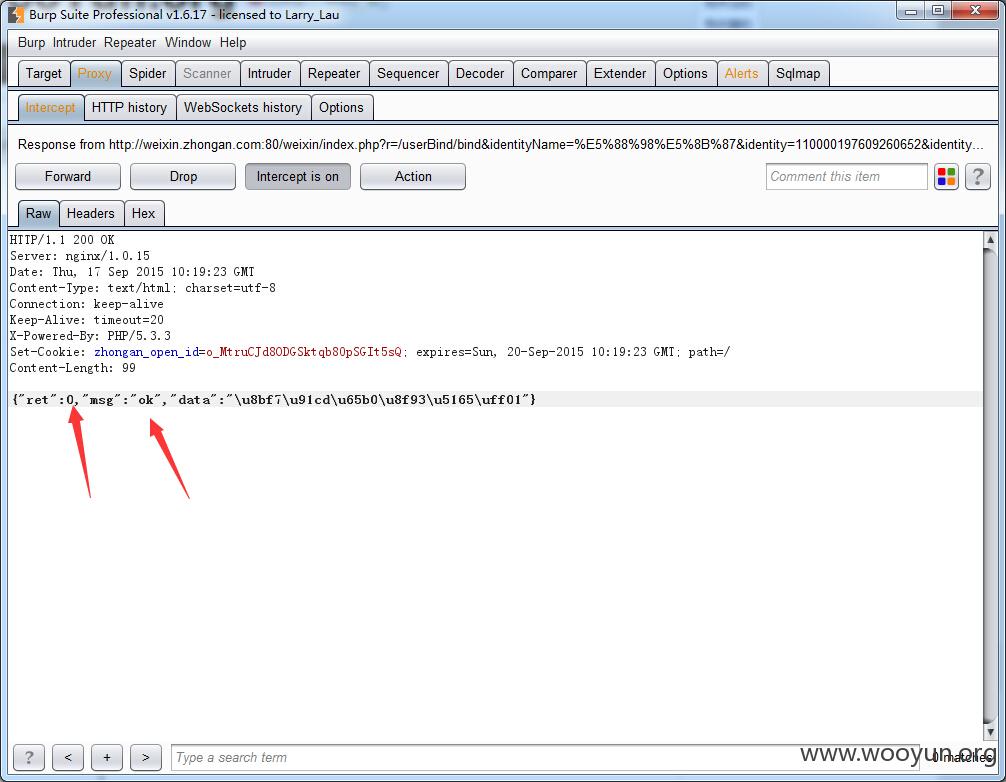 Burp Suite Professional v1.6.17 - licensed to Larry_Lau
Burp Intruder Repeater Window Help
Target Proxy Spider Scanner Intruder Repeater Sequencer Decoder Comparer Extender Options Alerts Sqlmap
Intercept HTTP history WebSockets history Options
Response from http://weixin.zhongan.com:80/weixin/index.php?r=/userBind/bind&identityName=%E5%88%98%E5%8B%87&identity=110000197609260652&identity...
Forward Drop Intercept is on Action Comment this item ?
Raw Headers Hex
HTTP/1.1 200 OK
Server: nginx/1.0.15
Date: Thu, 17 Sep 2015 10:19:23 GMT
Content-Type: text/html; charset=utf-8
Connection: keep-alive
Keep-Alive: timeout=20
X-Powered-By: PHP/5.3.3
Set-Cookie: zhongan_open_id=o_MtruCJd8ODGSktqb80pSGIt5sQ; expires=Sun, 20-Sep-2015 10:19:23 GMT; path=/
Content-Length: 99
{"ret":0,"msg":"ok","data":"\u8bf7\u91cd\u65b0\u8f93\u5165\uff01"}
? < + > Type a search term 0 matches
www.wooyun.org